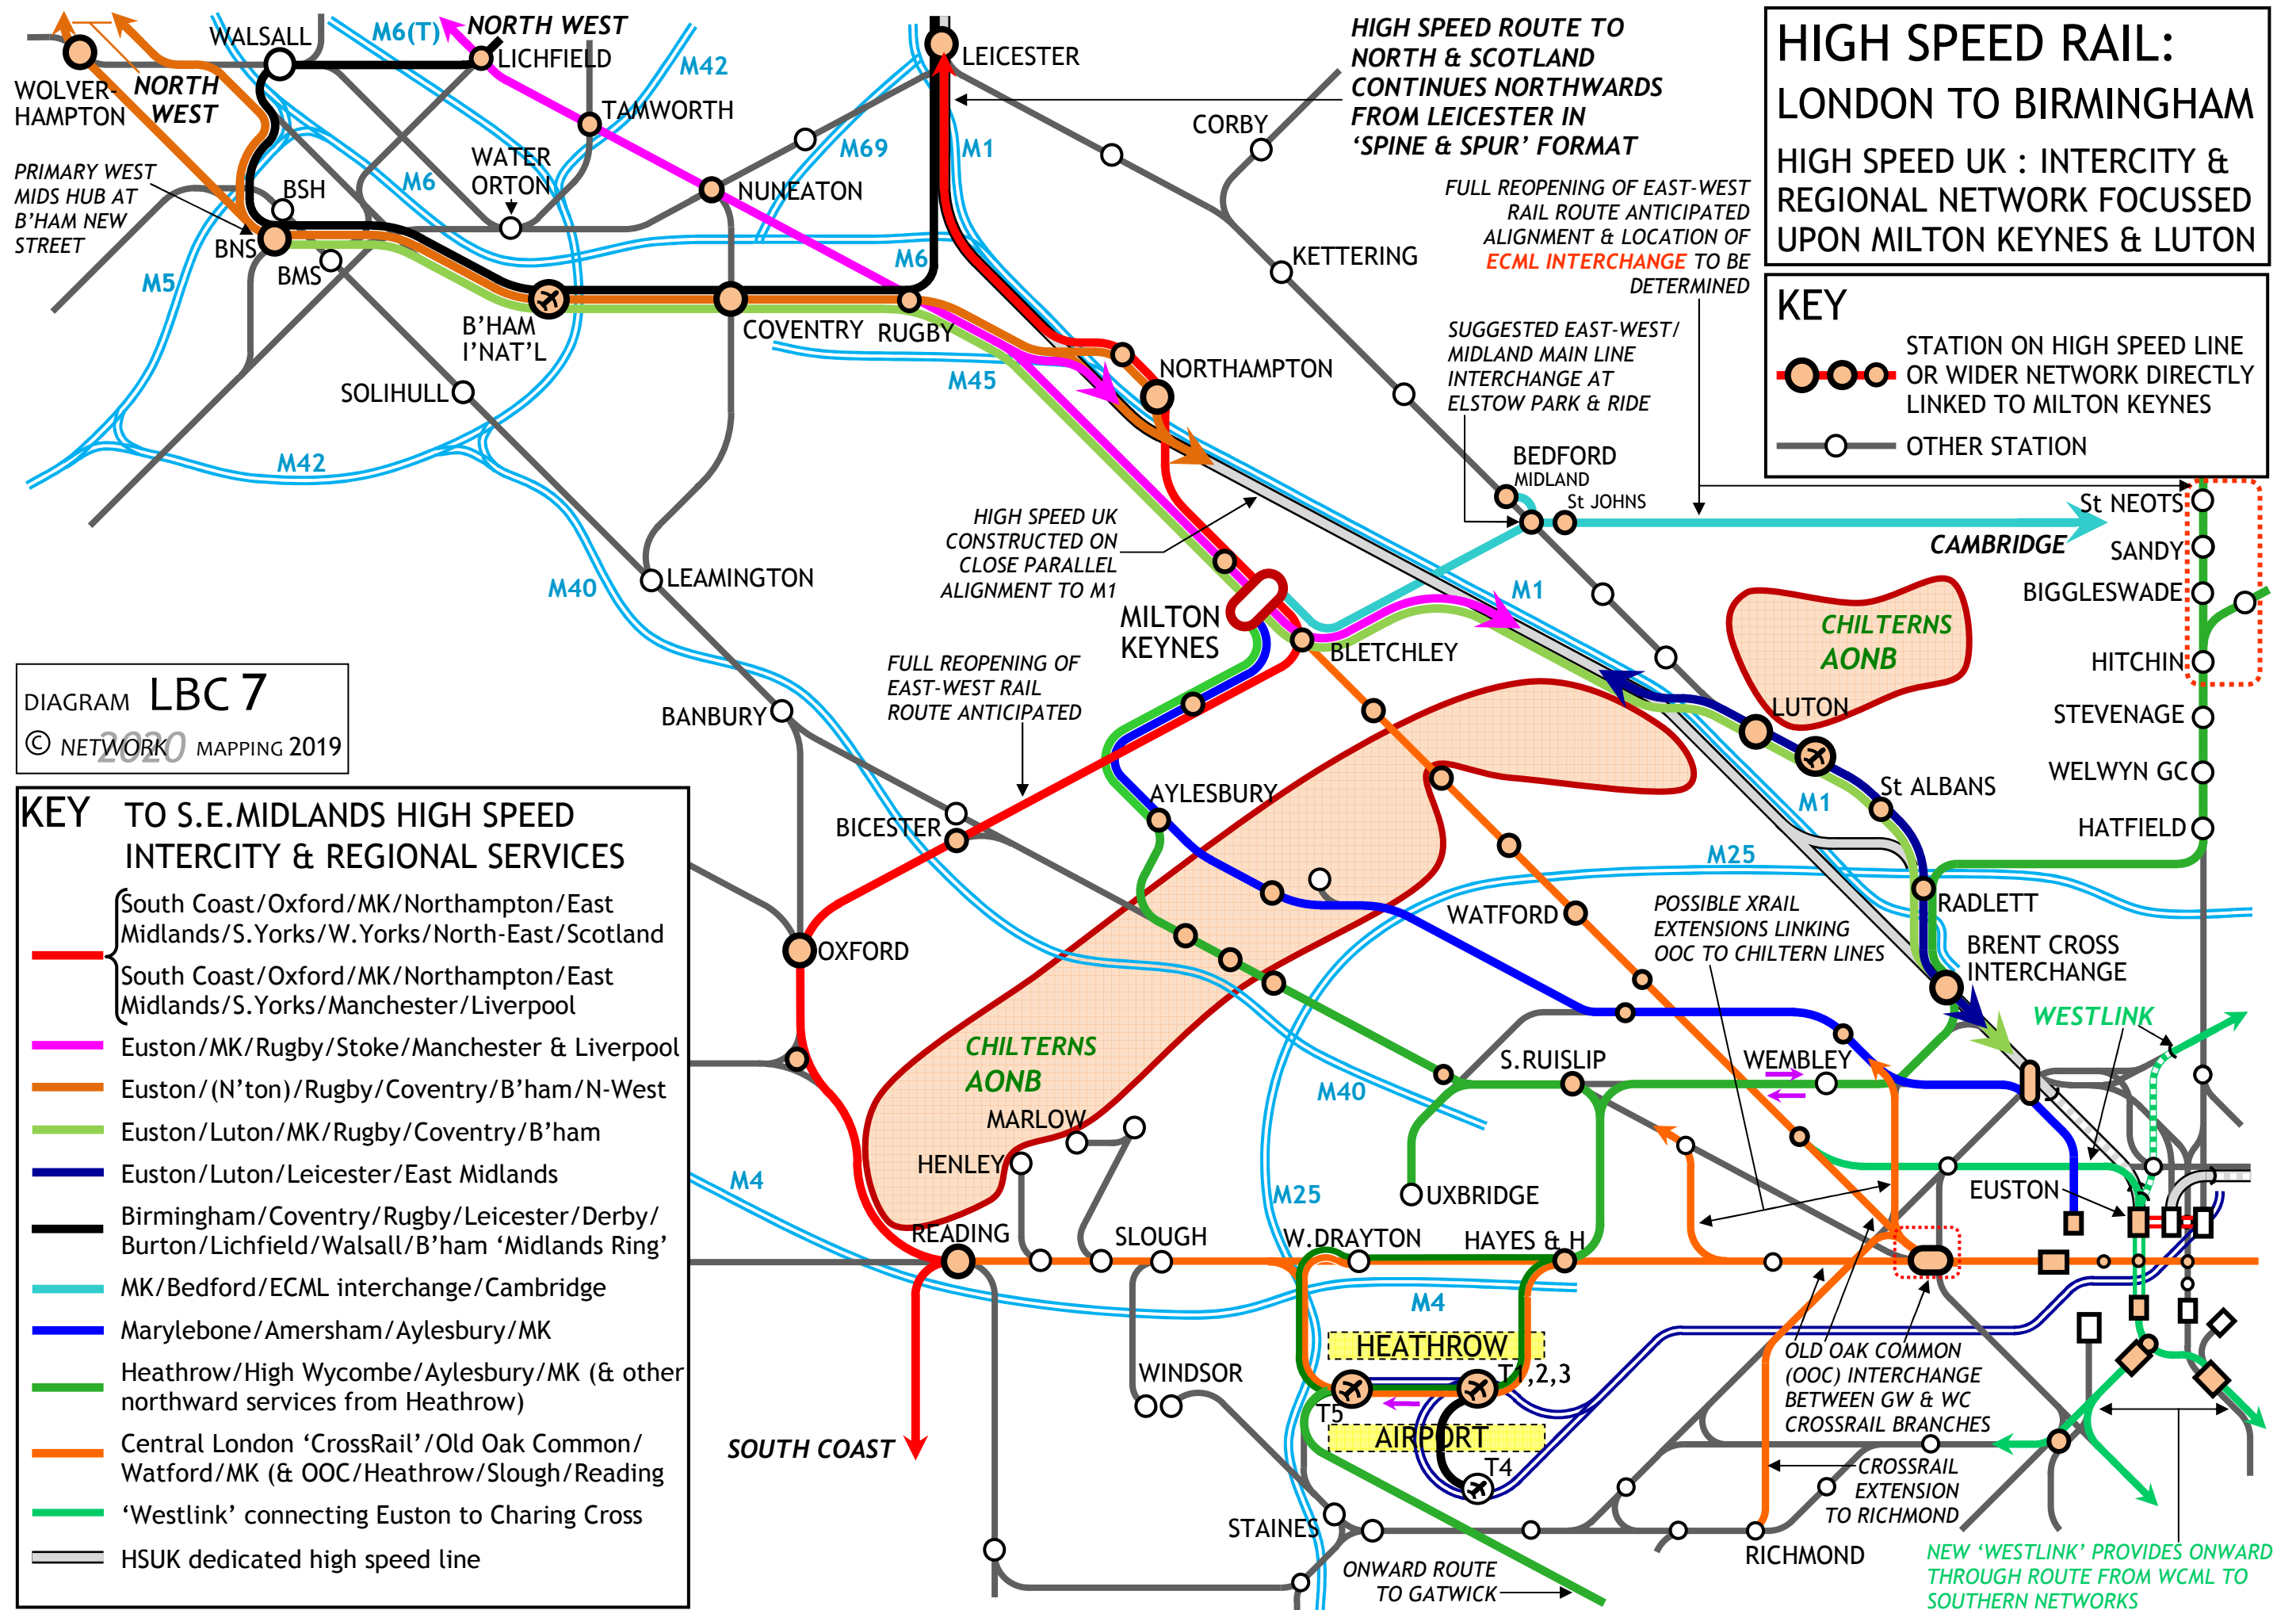 HIGH SPEED RAIL:
LONDON TO BIRMINGHAM
HIGH SPEED UK : INTERCITY &
REGIONAL NETWORK FOCUSSED
UPON MILTON KEYNES & LUTON
KEY
STATION ON HIGH SPEED LINE
OR WIDER NETWORK DIRECTLY
LINKED TO MILTON KEYNES
OTHER STATION
HIGH SPEED ROUTE TO
NORTH & SCOTLAND
CONTINUES NORTHWARDS
FROM LEICESTER IN
‘SPINE & SPUR’ FORMAT
FULL REOPENING OF EAST-WEST
RAIL ROUTE ANTICIPATED
ALIGNMENT & LOCATION OF
ECML INTERCHANGE TO BE
DETERMINED
SUGGESTED EAST-WEST/
MIDLAND MAIN LINE
INTERCHANGE AT
ELSTOW PARK & RIDE
WALSALL
M6(T)
NORTH WEST
LICHFIELD
M42
LEICESTER
WOLVER-
HAMPTON
NORTH
WEST
TAMWORTH
CORBY
M69
M1
PRIMARY WEST
MIDS HUB AT
B’HAM NEW
STREET
WATER
ORTON
BSH
M6
NUNEATON
BNS
BMS
M5
M6
KETTERING
B’HAM
I’NAT’L
COVENTRY
RUGBY
M45
NORTHAMPTON
SOLIHULL
M42
BEDFORD
MIDLAND
St JOHNS
CAMBRIDGE
St NEOTS
SANDY
BIGGLESWADE
HITCHIN
STEVENAGE
WELWYN GC
HATFIELD
HIGH SPEED UK
CONSTRUCTED ON
CLOSE PARALLEL
ALIGNMENT TO M1
LEAMINGTON
M40
MILTON
KEYNES
M1
BLETCHLEY
CHILTERNS
AONB
FULL REOPENING OF
EAST-WEST RAIL
ROUTE ANTICIPATED
BANBURY
LUTON
DIAGRAM LBC 7
© NETWORK 2020 MAPPING 2019
AYLESBURY
BICESTER
St ALBANS
M1
M25
OXFORD
WATFORD
POSSIBLE XRAIL
EXTENSIONS LINKING
OOC TO CHILTERN LINES
RADLETT
BRENT CROSS
INTERCHANGE
WESTLINK
CHILTERNS
AONB
M40
S.RUISLIP
WEMBLEY
MARLOW
HENLEY
M4
M25
UXBRIDGE
EUSTON
READING
SLOUGH
W.DRAYTON
HAYES & H
M4
HEATHROW
T1,2,3
T5
AIRPORT
T4
WINDSOR
SOUTH COAST
STAINES
OLD OAK COMMON
(OOC) INTERCHANGE
BETWEEN GW & WC
CROSSRAIL BRANCHES
CROSSRAIL
EXTENSION
TO RICHMOND
RICHMOND
ONWARD ROUTE
TO GATWICK
NEW ‘WESTLINK’ PROVIDES ONWARD
THROUGH ROUTE FROM WCML TO
SOUTHERN NETWORKS
KEY TO S.E.MIDLANDS HIGH SPEED
INTERCITY & REGIONAL SERVICES
South Coast/Oxford/MK/Northampton/East
Midlands/S.Yorks/W.Yorks/North-East/Scotland
South Coast/Oxford/MK/Northampton/East
Midlands/S.Yorks/Manchester/Liverpool
Euston/MK/Rugby/Stoke/Manchester & Liverpool
Euston/(N’ton)/Rugby/Coventry/B’ham/N-West
Euston/Luton/MK/Rugby/Coventry/B’ham
Euston/Luton/Leicester/East Midlands
Birmingham/Coventry/Rugby/Leicester/Derby/
Burton/Lichfield/Walsall/B’ham ‘Midlands Ring’
MK/Bedford/ECML interchange/Cambridge
Marylebone/Amersham/Aylesbury/MK
Heathrow/High Wycombe/Aylesbury/MK (& other
northward services from Heathrow)
Central London ‘CrossRail’/Old Oak Common/
Watford/MK (& OOC/Heathrow/Slough/Reading
‘Westlink’ connecting Euston to Charing Cross
HSUK dedicated high speed line